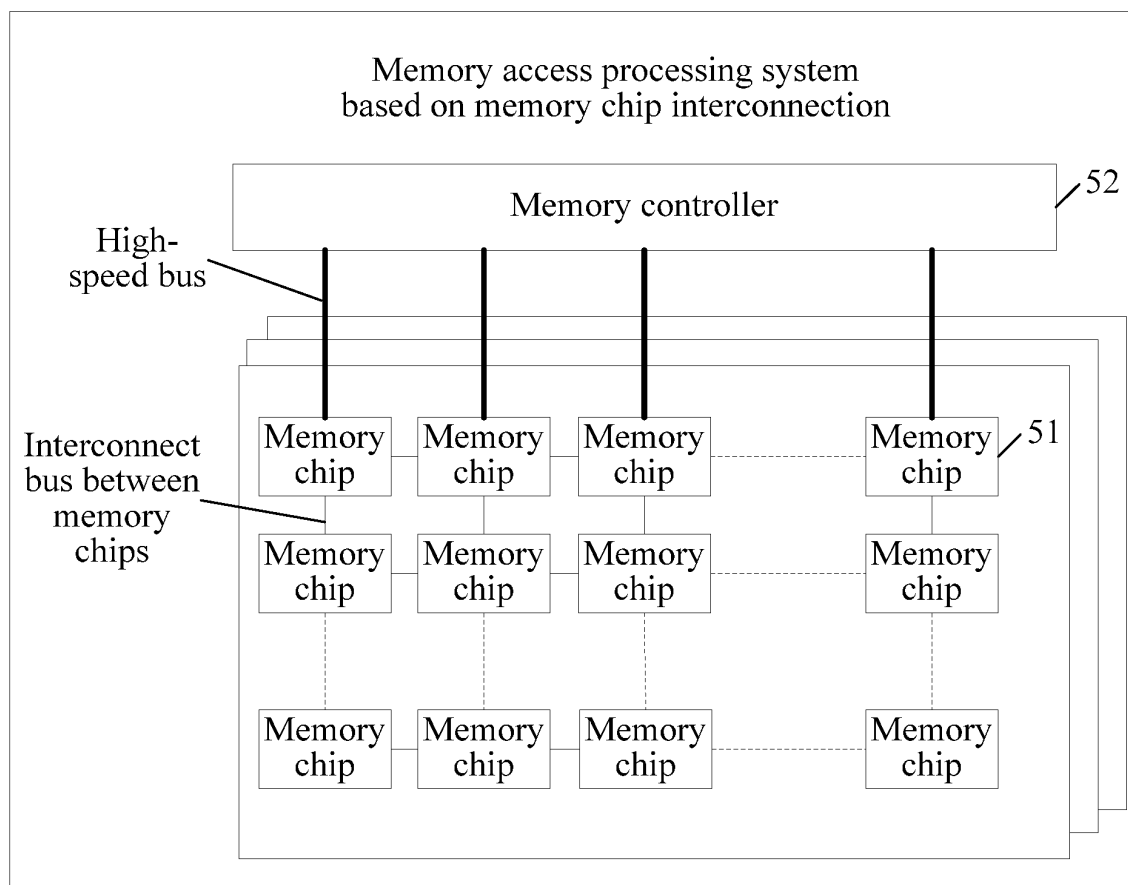 Memory access processing system
based on memory chip interconnection
Memory controller
52
High-
speed bus
Memory
chip
Memory
chip
Memory
chip
Memory
chip
51
Interconnect
bus between
memory
chips
Memory
chip
Memory
chip
Memory
chip
Memory
chip
Memory
chip
Memory
chip
Memory
chip
Memory
chip